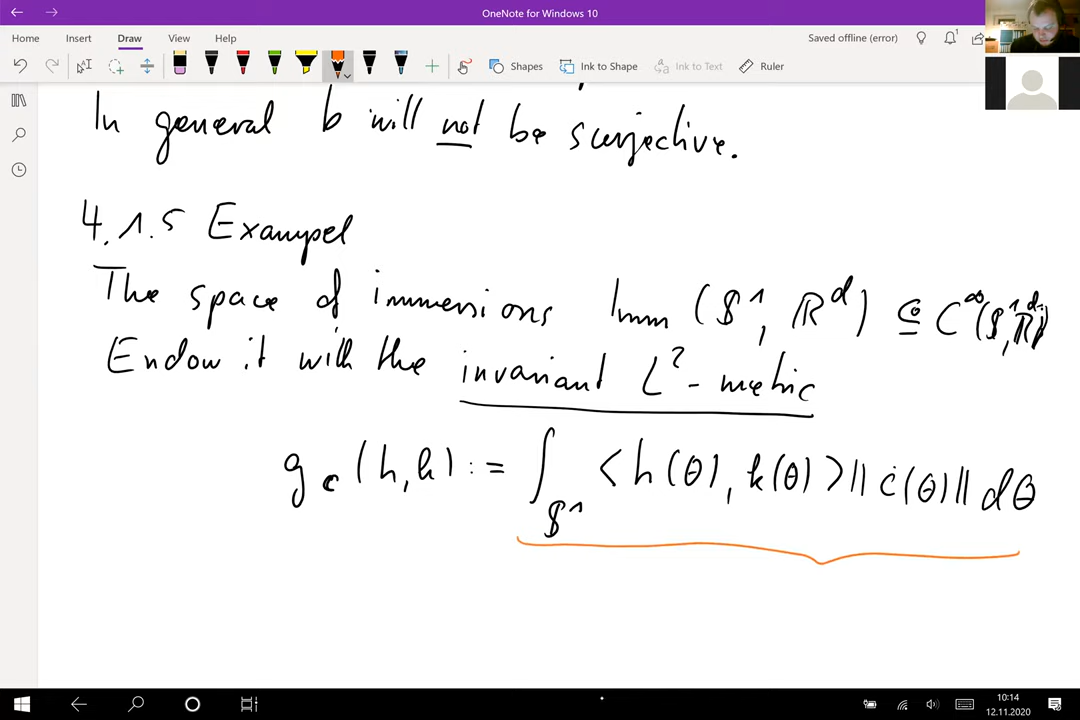 OneNote for Windows 10
Home Insert Draw View Help
Saved offline (error)
Shapes Ink to Shape Ink to Text Ruler
In general b will not be surjective.
4.1.5 Exampel
The space of immersions Imm (S¹, ℝᵈ) ⊆ C^∞(S¹, ℝᵈ)
Endow it with the invariant L²-metric
g_c (h,k) := ∫_{S¹} <h(θ), k(θ)> ||ċ(θ)|| dθ
10:14
12.11.2020